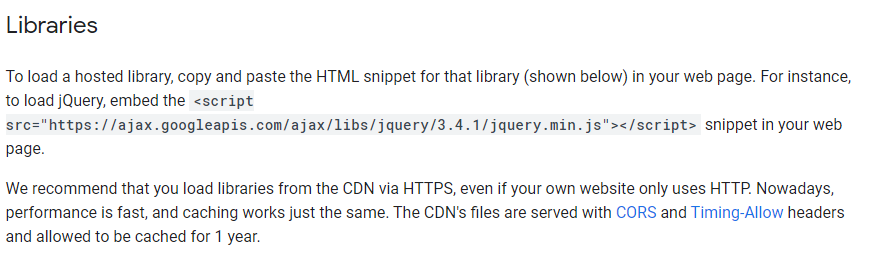 Libraries
To load a hosted library, copy and paste the HTML snippet for that library (shown below) in your web page. For instance,
to load jQuery, embed the <script
src="https://ajax.googleapis.com/ajax/libs/jquery/3.4.1/jquery.min.js"></script> snippet in your web
page.
We recommend that you load libraries from the CDN via HTTPS, even if your own website only uses HTTP. Nowadays,
performance is fast, and caching works just the same. The CDN's files are served with CORS and Timing-Allow headers
and allowed to be cached for 1 year.